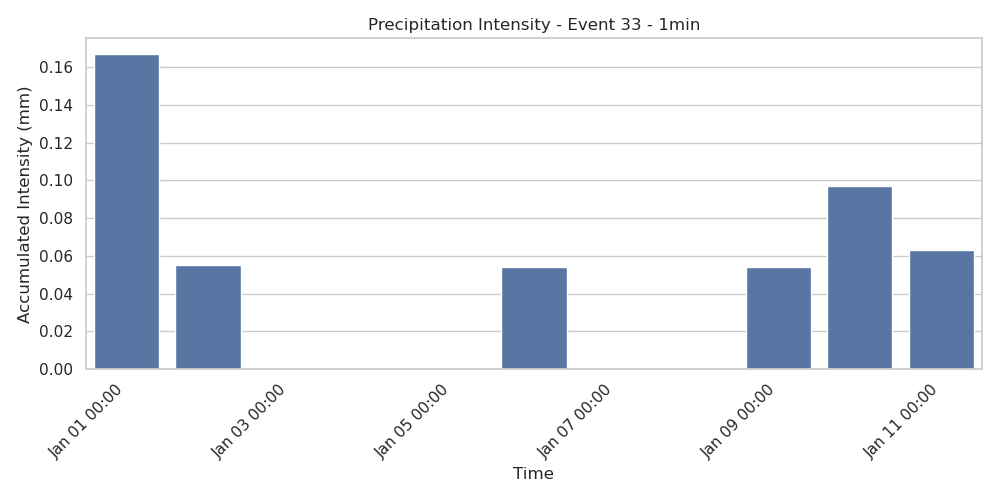 Precipitation Intensity - Event 33 - 1min
Accumulated Intensity (mm)
0.16
0.14
0.12
0.10
0.08
0.06
0.04
0.02
0.00
Jan 01 00:00
Jan 03 00:00
Jan 05 00:00
Jan 07 00:00
Jan 09 00:00
Jan 11 00:00
Time